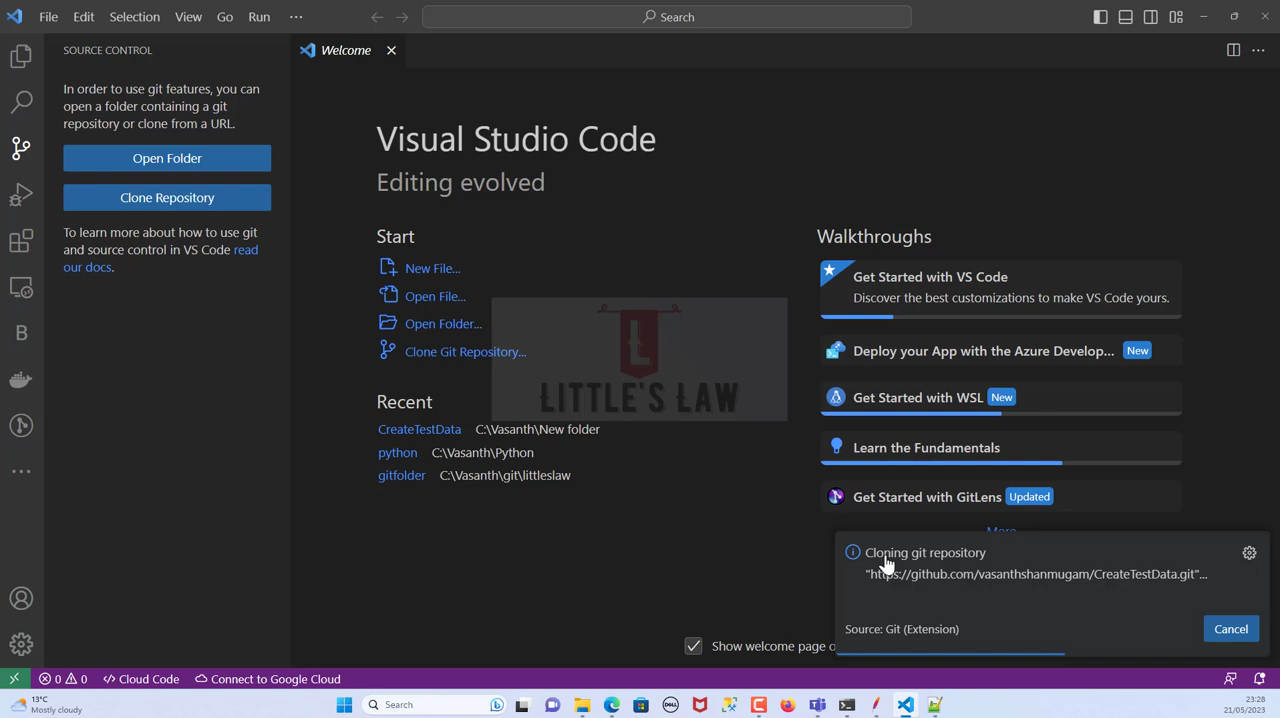 File Edit Selection View Go Run ···
Search
SOURCE CONTROL
Welcome
In order to use git features, you can
open a folder containing a git
repository or clone from a URL.
Open Folder
Clone Repository
To learn more about how to use git
and source control in VS Code read
our docs.
Visual Studio Code
Editing evolved
Start
New File...
Open File...
Open Folder...
Clone Git Repository...
Recent
CreateTestData C:\Vasanth\New folder
python C:\Vasanth\Python
gitfolder C:\Vasanth\git\littleslaw
L
LITTLE'S LAW
Walkthroughs
Get Started with VS Code
Discover the best customizations to make VS Code yours.
Deploy your App with the Azure Develop... New
Get Started with WSL New
Learn the Fundamentals
Get Started with GitLens Updated
More...
B
Cloning git repository
"https://github.com/vasanthshanmugam/CreateTestData.git"...
Source: Git (Extension)
Cancel
Show welcome page o
0 0 Cloud Code Connect to Google Cloud
13°C
Mostly cloudy
Search
DELL
23:28
21/05/2023